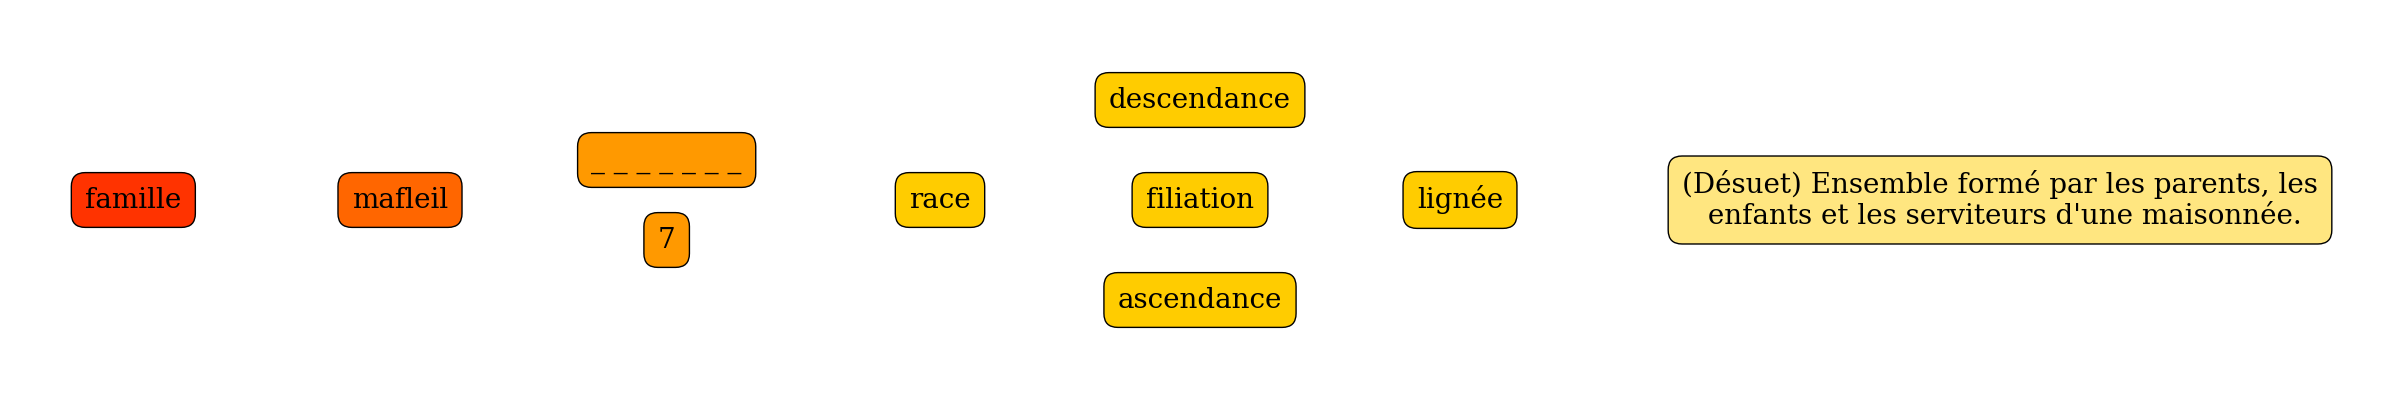 famille
mafleil
_ _ _ _ _ _ _
7
race
descendance
filiation
ascendance
lignée
(Désuet) Ensemble formé par les parents, les
enfants et les serviteurs d'une maisonnée.